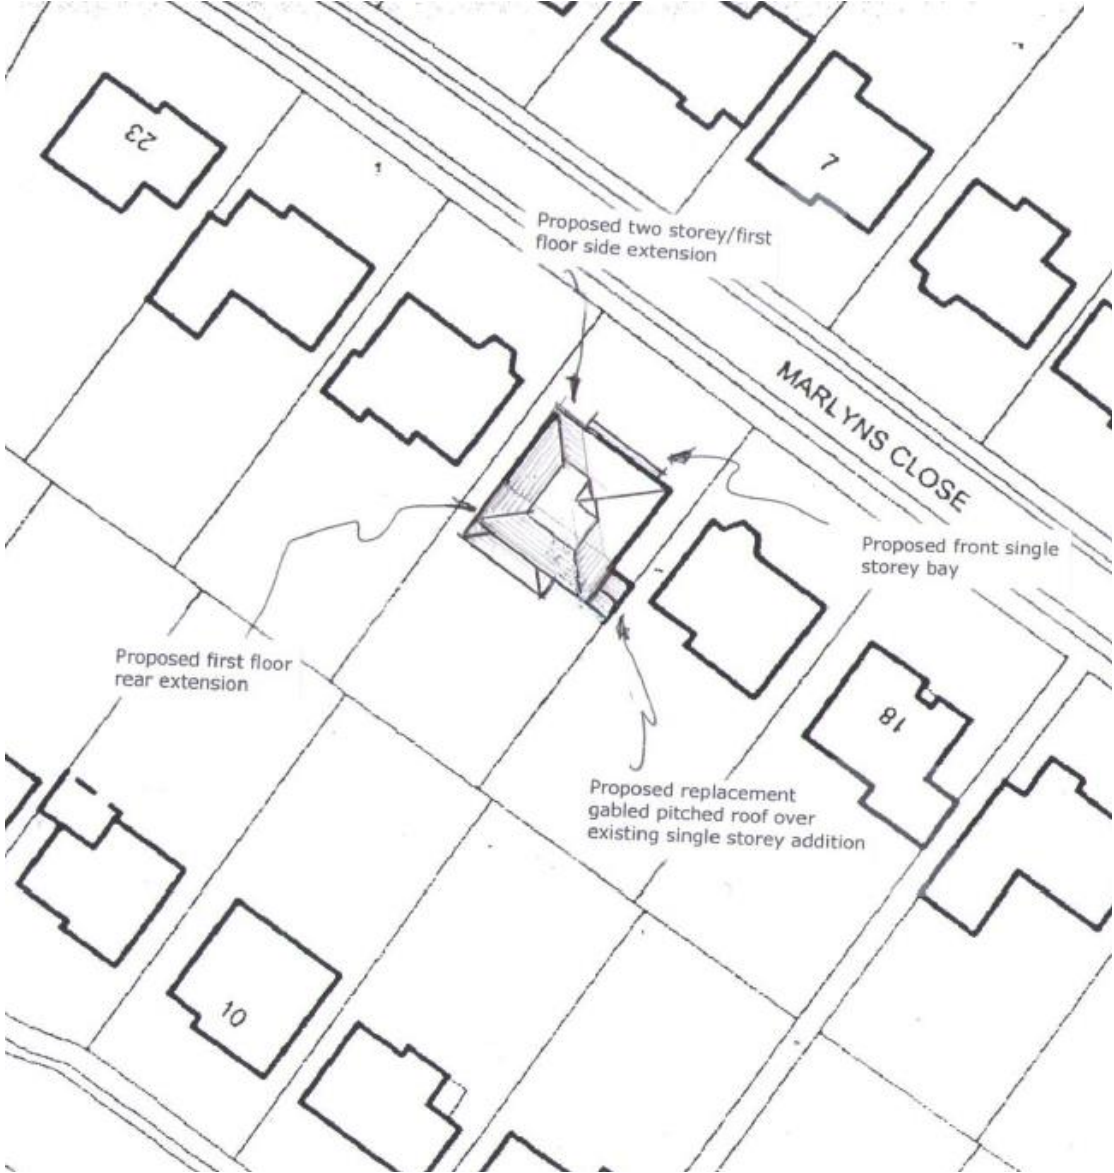 23
7
Proposed two storey/first
floor side extension
MARLYNS CLOSE
Proposed front single
storey bay
Proposed first floor
rear extension
18
Proposed replacement
gabled pitched roof over
existing single storey addition
10